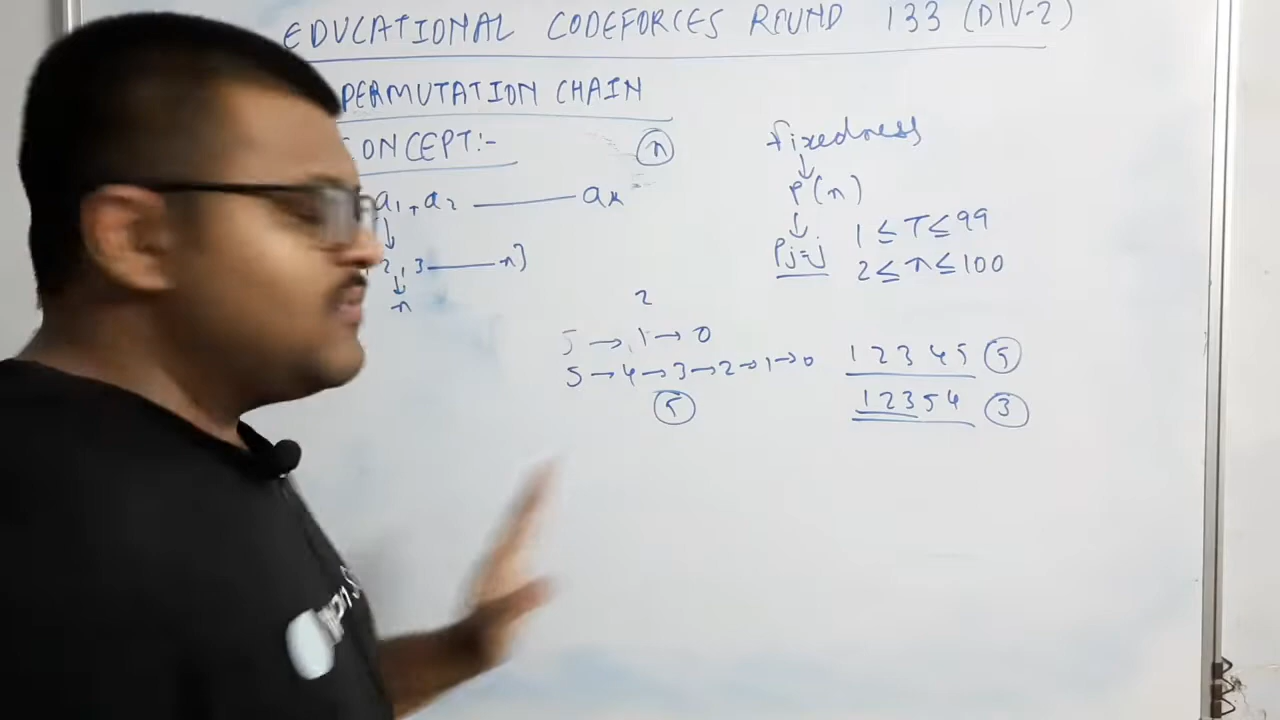 EDUCATIONAL CODEFORCES ROUND 133 (DIV-2)
PERMUTATION CHAIN
ONCEPT:-
n
a1, a2 ——— ak
2, 3 ——— n)
n
fixedness
P(n)
Pj=j
1 ≤ T ≤ 99
2 ≤ n ≤ 100
2
5 → 1 → 0
5 → 4 → 3 → 2 → 1 → 0
5
1 2 3 4 5 5
1 2 3 5 4 3